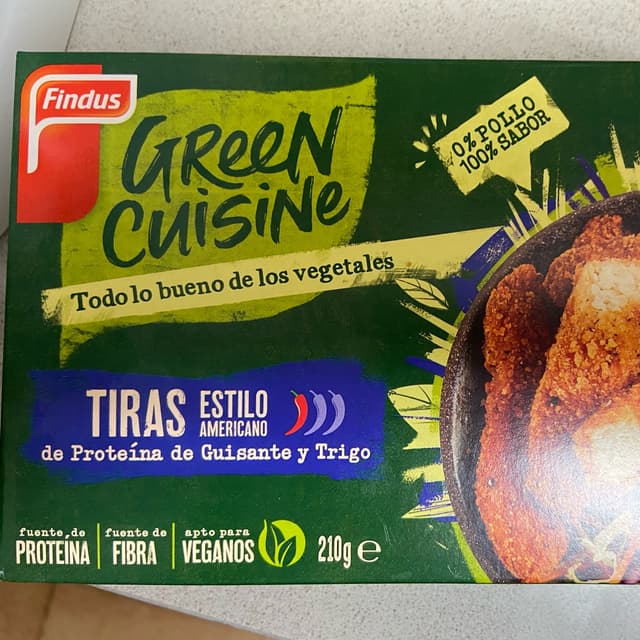 Findus
GREEN
CUISINE
Todo lo bueno de los vegetales
0% POLLO
100% SABOR
TIRAS ESTILO
AMERICANO
de Proteína de Guisante y Trigo
fuente de
PROTEÍNA
fuente de
FIBRA
apto para
VEGANOS
210g e